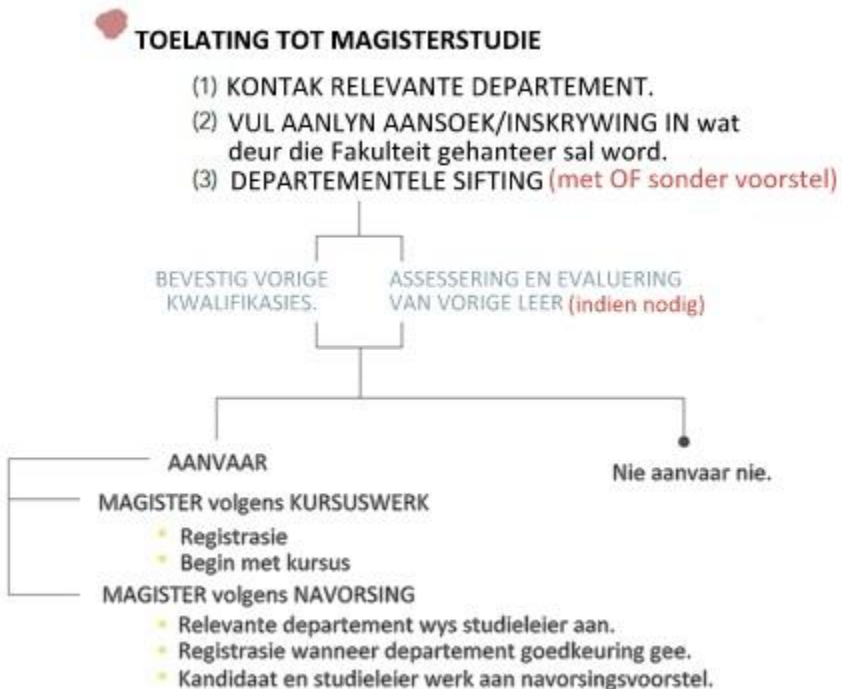 TOELATING TOT MAGISTERSTUDIE
(1) KONTAK RELEVANTE DEPARTEMENT.
(2) VUL AANLYN AANSOEK/INSKRYWING IN wat
deur die Fakulteit gehanteer sal word.
(3) DEPARTEMENTELE SIFTING (met OF sonder voorstel)
BEVESTIG VORIGE
KWALIFIKASIES.
ASSESSERING EN EVALUERING
VAN VORIGE LEER (indien nodig)
AANVAAR
Nie aanvaar nie.
MAGISTER volgens KURSUSWERK
Registrasie
Begin met kursus
MAGISTER volgens NAVORSING
Relevante departement wys studieleier aan.
Registrasie wanneer departement goedkeuring gee.
Kandidaat en studieleier werk aan navorsingsvoorstel.